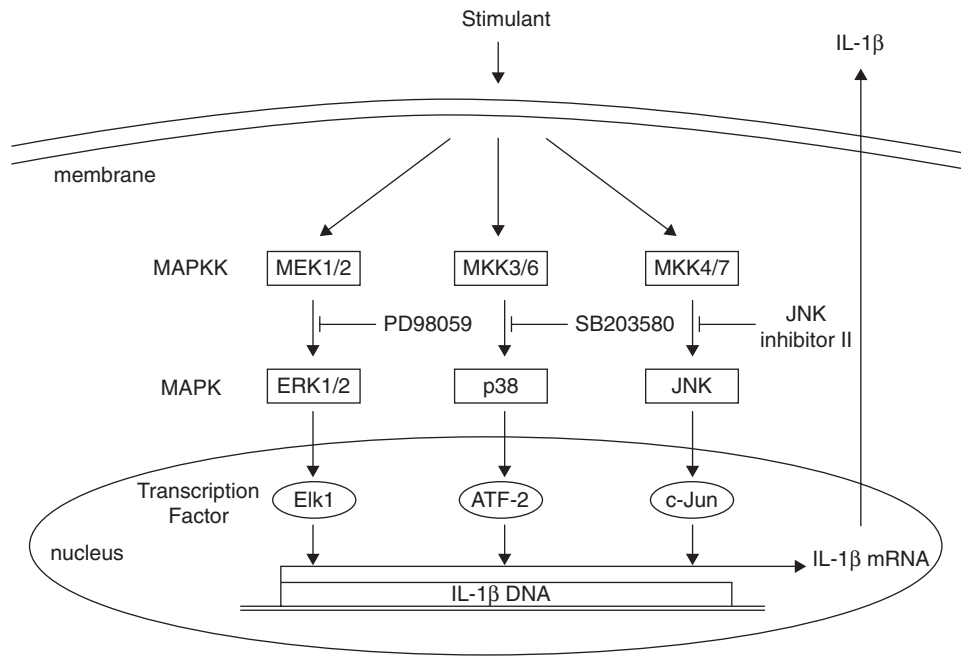 Stimulant
IL-1β
membrane
MAPKK
MEK1/2
MKK3/6
MKK4/7
PD98059
SB203580
JNK
inhibitor II
MAPK
ERK1/2
p38
JNK
Transcription
Factor
Elk1
ATF-2
c-Jun
nucleus
IL-1β mRNA
IL-1β DNA